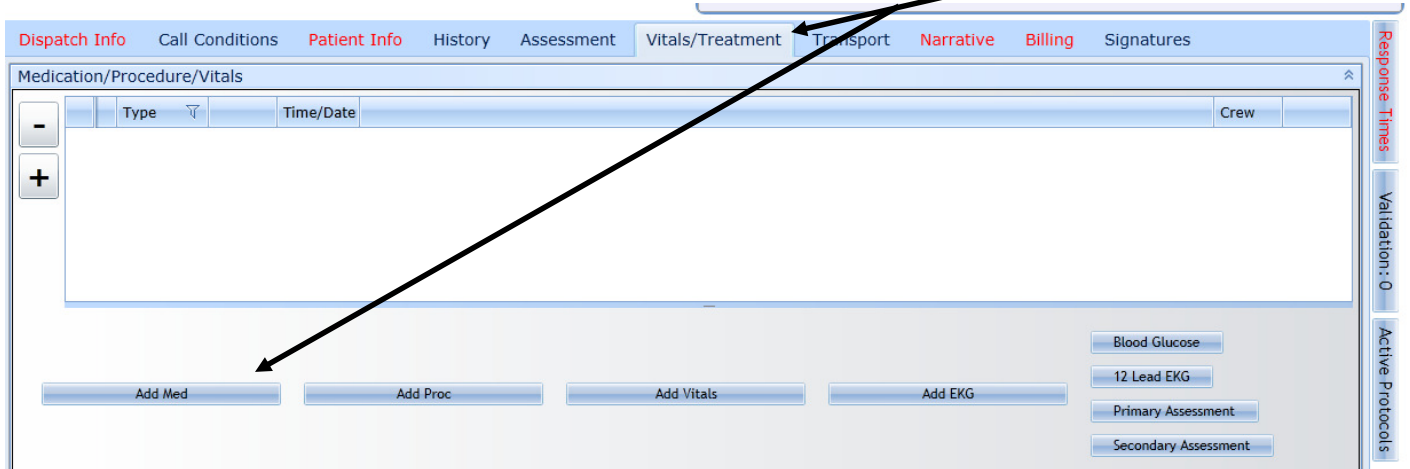 Dispatch Info Call Conditions Patient Info History Assessment Vitals/Treatment Transport Narrative Billing Signatures
Medication/Procedure/Vitals
-
Type Time/Date Crew
+
Blood Glucose
12 Lead EKG
Add Med Add Proc Add Vitals Add EKG
Primary Assessment
Secondary Assessment
Response Times
Validation: 0
Active Protocols